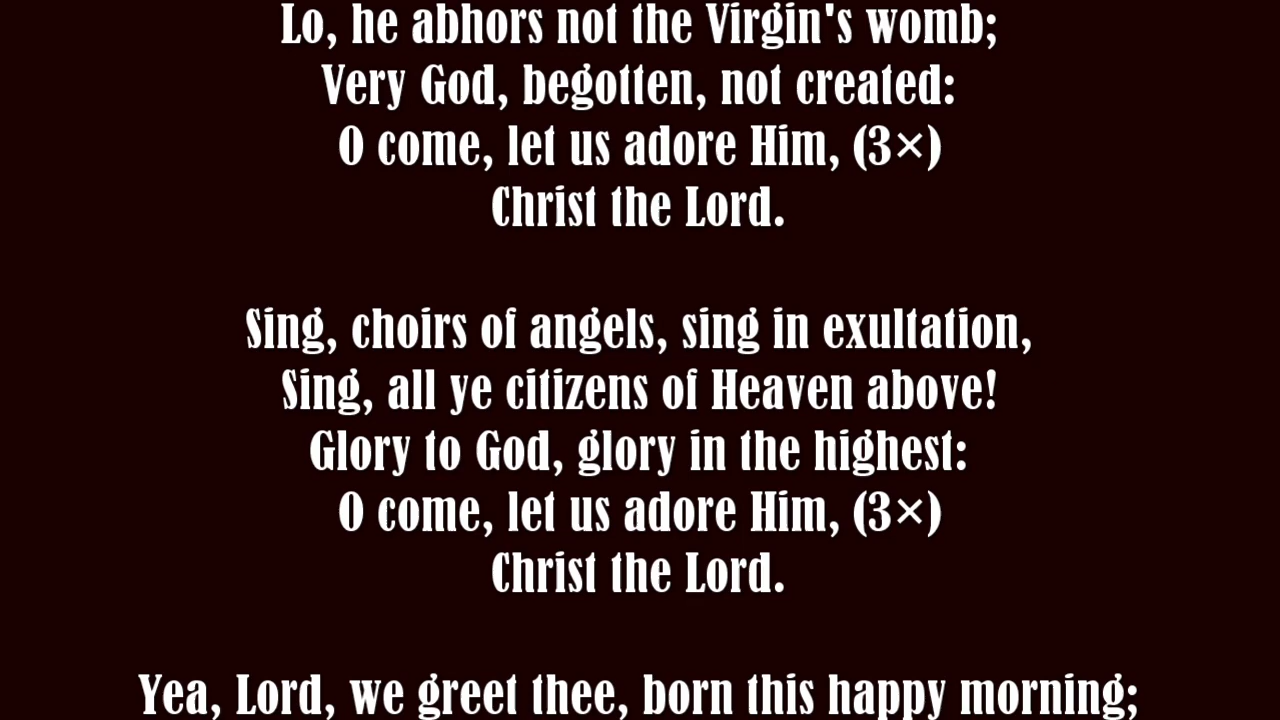 Lo, he abhors not the Virgin's womb;
Very God, begotten, not created:
O come, let us adore Him, (3×)
Christ the Lord.
Sing, choirs of angels, sing in exultation,
Sing, all ye citizens of Heaven above!
Glory to God, glory in the highest:
O come, let us adore Him, (3×)
Christ the Lord.
Yea, Lord, we greet thee, born this happy morning;